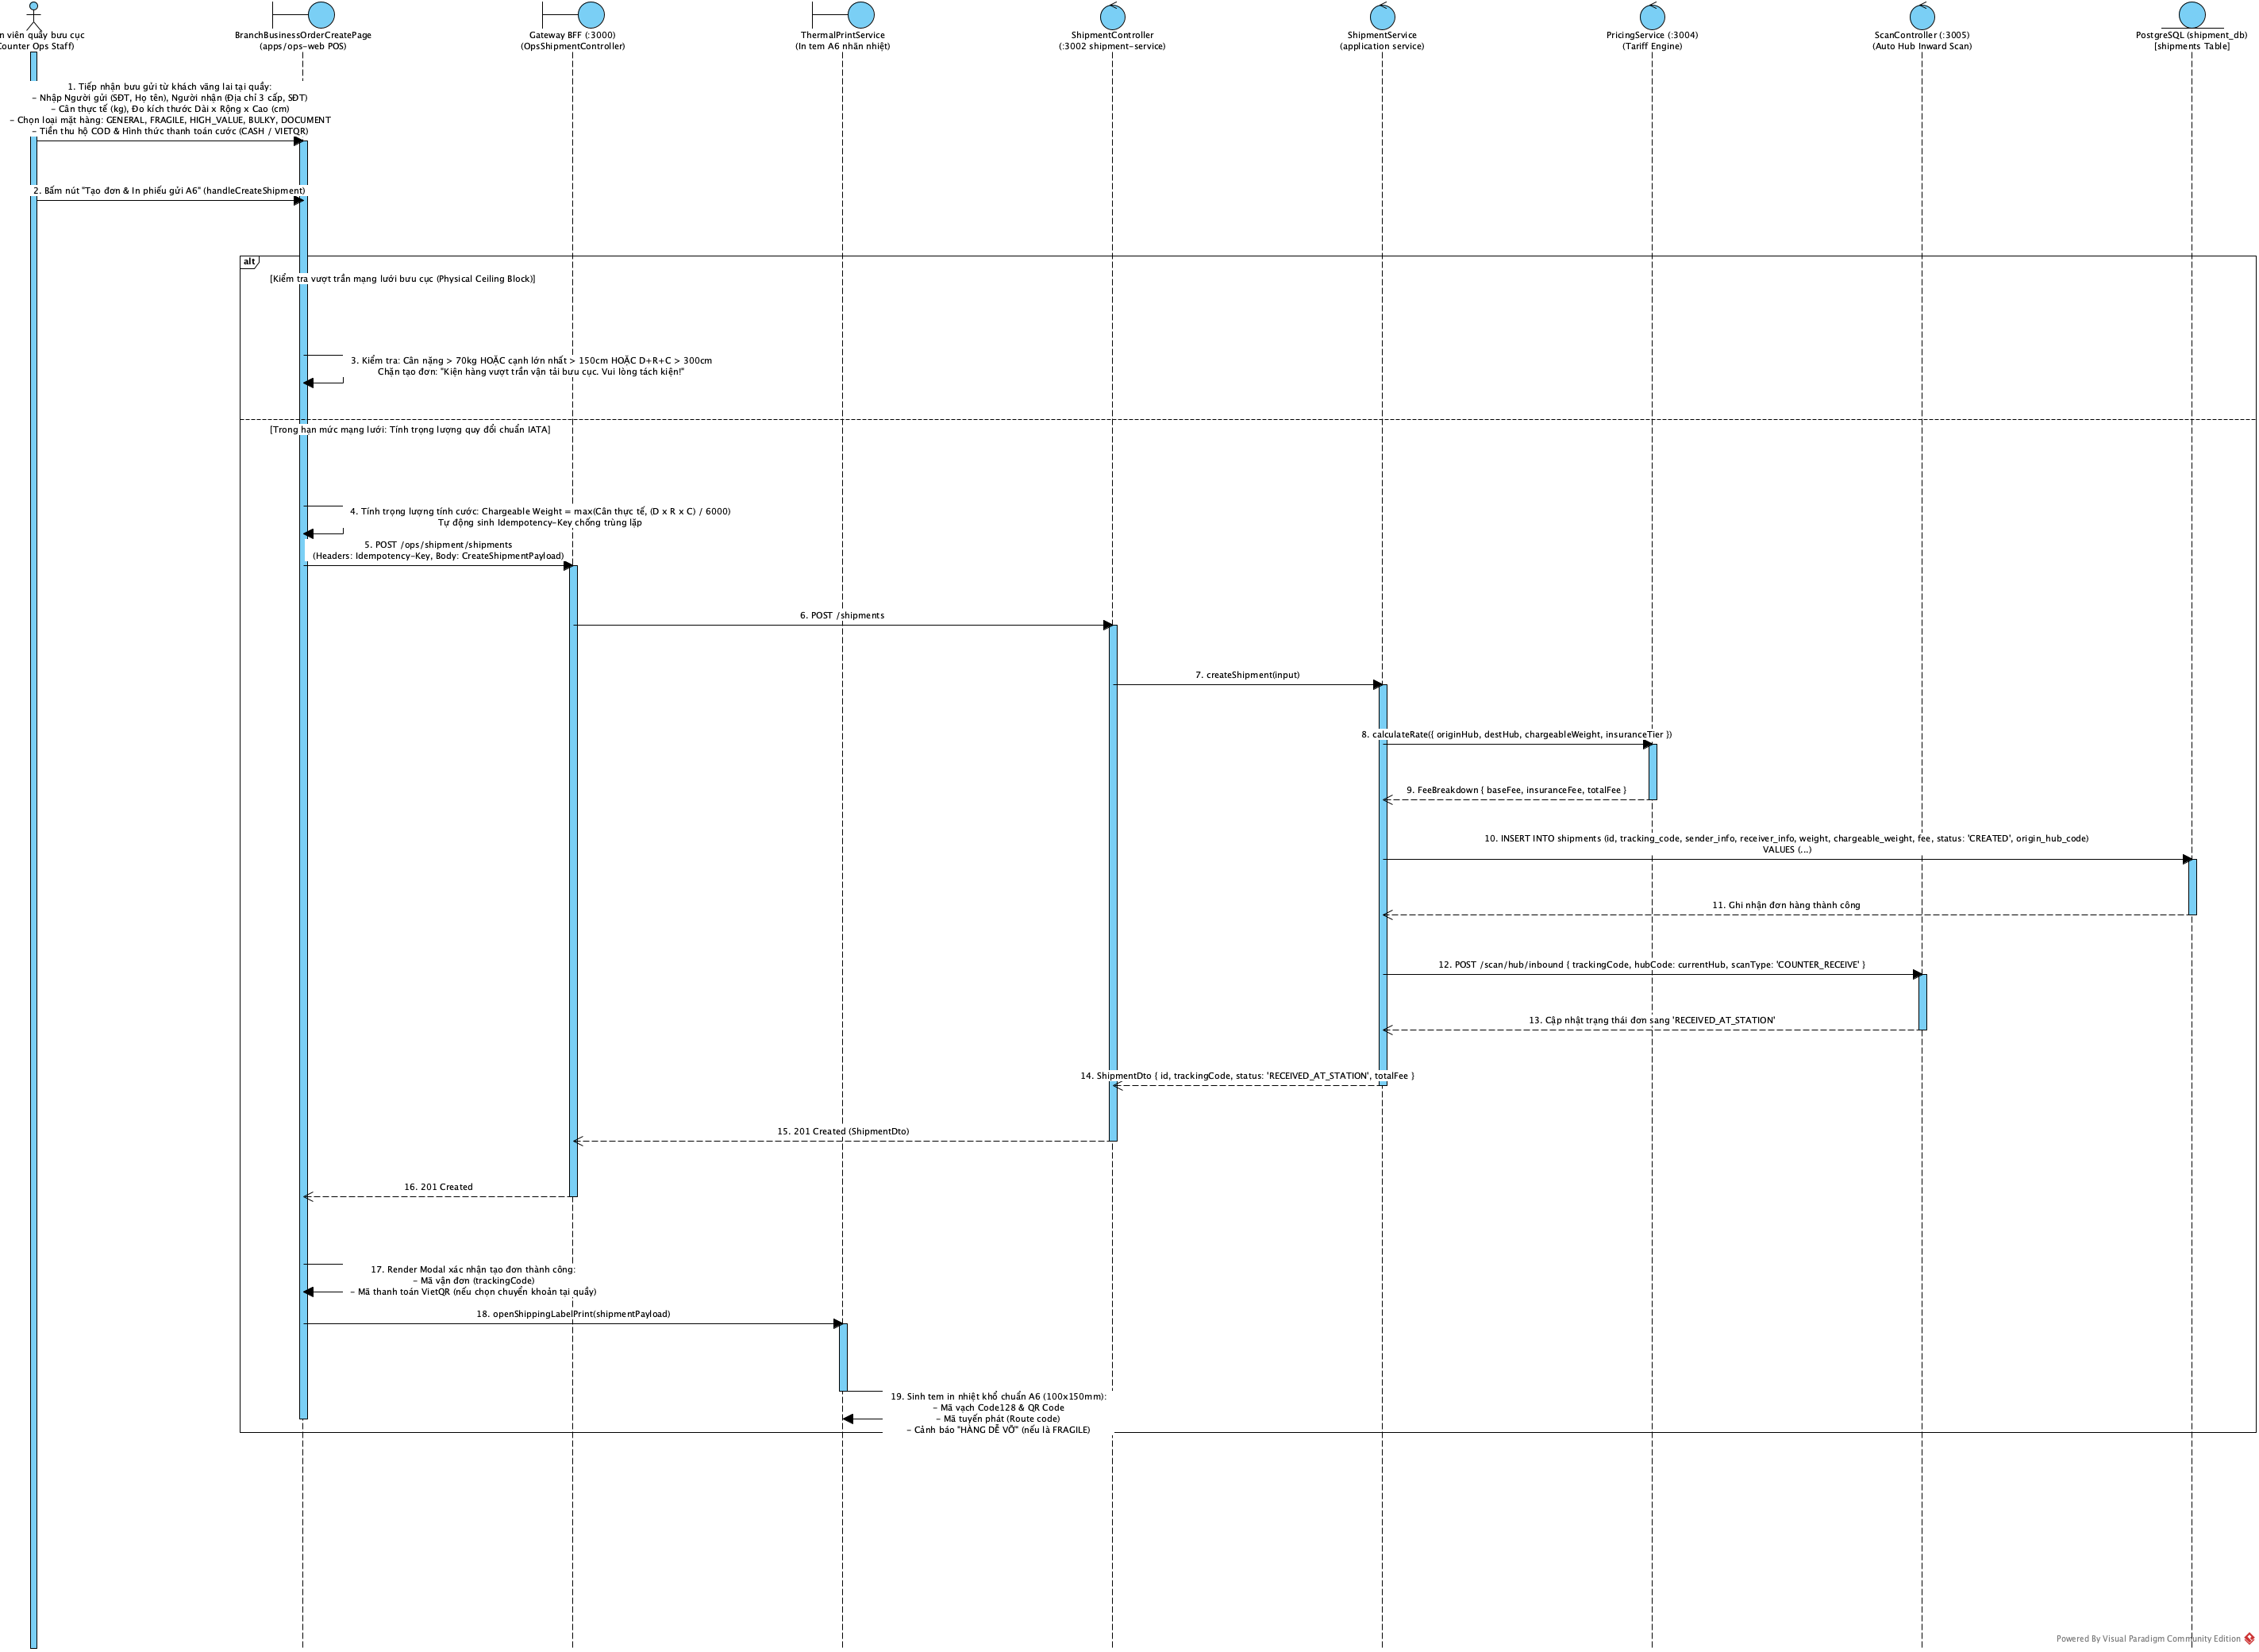 n viên quầy bưu cục
Counter Ops Staff)
BranchBusinessOrderCreatePage
(apps/ops-web POS)
Gateway BFF (:3000)
(OpsShipmentController)
ThermalPrintService
(In tem A6 nhãn nhiệt)
ShipmentController
(:3002 shipment-service)
ShipmentService
(application service)
PricingService (:3004)
(Tariff Engine)
ScanController (:3005)
(Auto Hub Inward Scan)
PostgreSQL (shipment_db)
[shipments Table]
1. Tiếp nhận bưu gửi từ khách vãng lai tại quầy:
- Nhập Người gửi (SĐT, Họ tên), Người nhận (Địa chỉ 3 cấp, SĐT)
- Cân thực tế (kg), Đo kích thước Dài x Rộng x Cao (cm)
- Chọn loại mặt hàng: GENERAL, FRAGILE, HIGH_VALUE, BULKY, DOCUMENT
- Tiền thu hộ COD & Hình thức thanh toán cước (CASH / VIETQR)
2. Bấm nút "Tạo đơn & In phiếu gửi A6" (handleCreateShipment)
alt
[Kiểm tra vượt trần mạng lưới bưu cục (Physical Ceiling Block)]
3. Kiểm tra: Cân nặng > 70kg HOẶC cạnh lớn nhất > 150cm HOẶC D+R+C > 300cm
Chặn tạo đơn: "Kiện hàng vượt trần vận tải bưu cục. Vui lòng tách kiện!"
[Trong hạn mức mạng lưới: Tính trọng lượng quy đổi chuẩn IATA]
4. Tính trọng lượng tính cước: Chargeable Weight = max(Cân thực tế, (D x R x C) / 6000)
Tự động sinh Idempotency-Key chống trùng lặp
5. POST /ops/shipment/shipments
(Headers: Idempotency-Key, Body: CreateShipmentPayload)
6. POST /shipments
7. createShipment(input)
8. calculateRate({ originHub, destHub, chargeableWeight, insuranceTier })
9. FeeBreakdown { baseFee, insuranceFee, totalFee }
10. INSERT INTO shipments (id, tracking_code, sender_info, receiver_info, weight, chargeable_weight, fee, status: 'CREATED', origin_hub_code)
VALUES (...)
11. Ghi nhận đơn hàng thành công
12. POST /scan/hub/inbound { trackingCode, hubCode: currentHub, scanType: 'COUNTER_RECEIVE' }
13. Cập nhật trạng thái đơn sang 'RECEIVED_AT_STATION'
14. ShipmentDto { id, trackingCode, status: 'RECEIVED_AT_STATION', totalFee }
15. 201 Created (ShipmentDto)
16. 201 Created
17. Render Modal xác nhận tạo đơn thành công:
- Mã vận đơn (trackingCode)
- Mã thanh toán VietQR (nếu chọn chuyển khoản tại quầy)
18. openShippingLabelPrint(shipmentPayload)
19. Sinh tem in nhiệt khổ chuẩn A6 (100x150mm):
- Mã vạch Code128 & QR Code
- Mã tuyến phát (Route code)
- Cảnh báo "HÀNG DỄ VỠ" (nếu là FRAGILE)
Powered By Visual Paradigm Community Edition